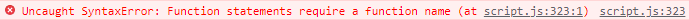 Uncaught SyntaxError: Function statements require a function name (at script.js:323:1) script.js:323